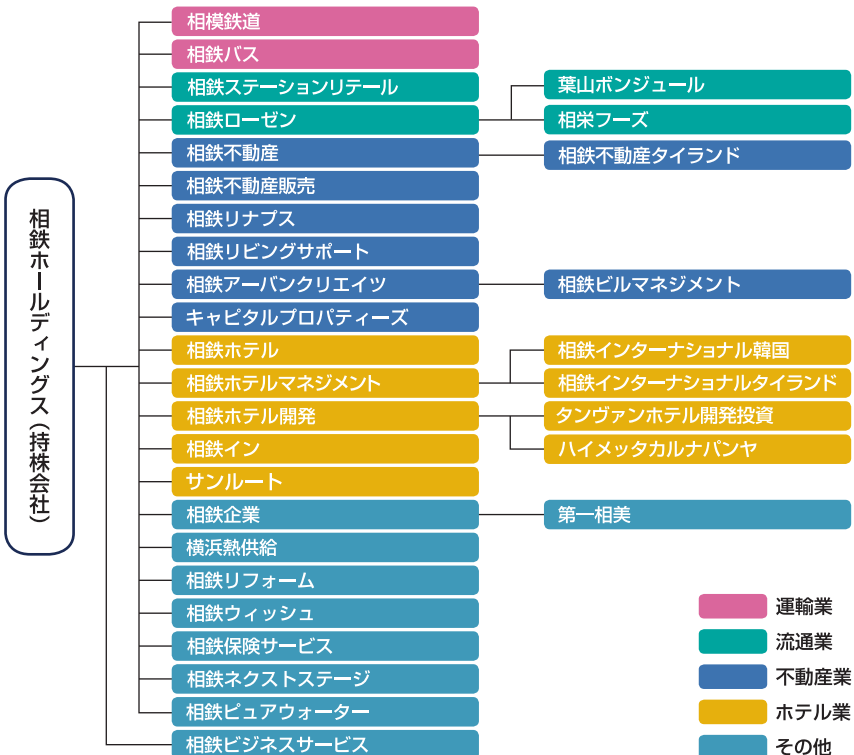 相鉄ホールディングス（持株会社）
相模鉄道
相鉄バス
相鉄ステーションリテール
相鉄ローゼン
葉山ボンジュール
相栄フーズ
相鉄不動産
相鉄不動産タイランド
相鉄不動産販売
相鉄リナプス
相鉄リビングサポート
相鉄アーバンクリエイツ
相鉄ビルマネジメント
キャピタルプロパティーズ
相鉄ホテル
相鉄ホテルマネジメント
相鉄インターナショナル韓国
相鉄インターナショナルタイランド
相鉄ホテル開発
タンヴァンホテル開発投資
ハイメッタカルナパンヤ
相鉄イン
サンルート
相鉄企業
第一相美
横浜熱供給
相鉄リフォーム
相鉄ウィッシュ
相鉄保険サービス
相鉄ネクストステージ
相鉄ピュアウォーター
相鉄ビジネスサービス
運輸業
流通業
不動産業
ホテル業
その他